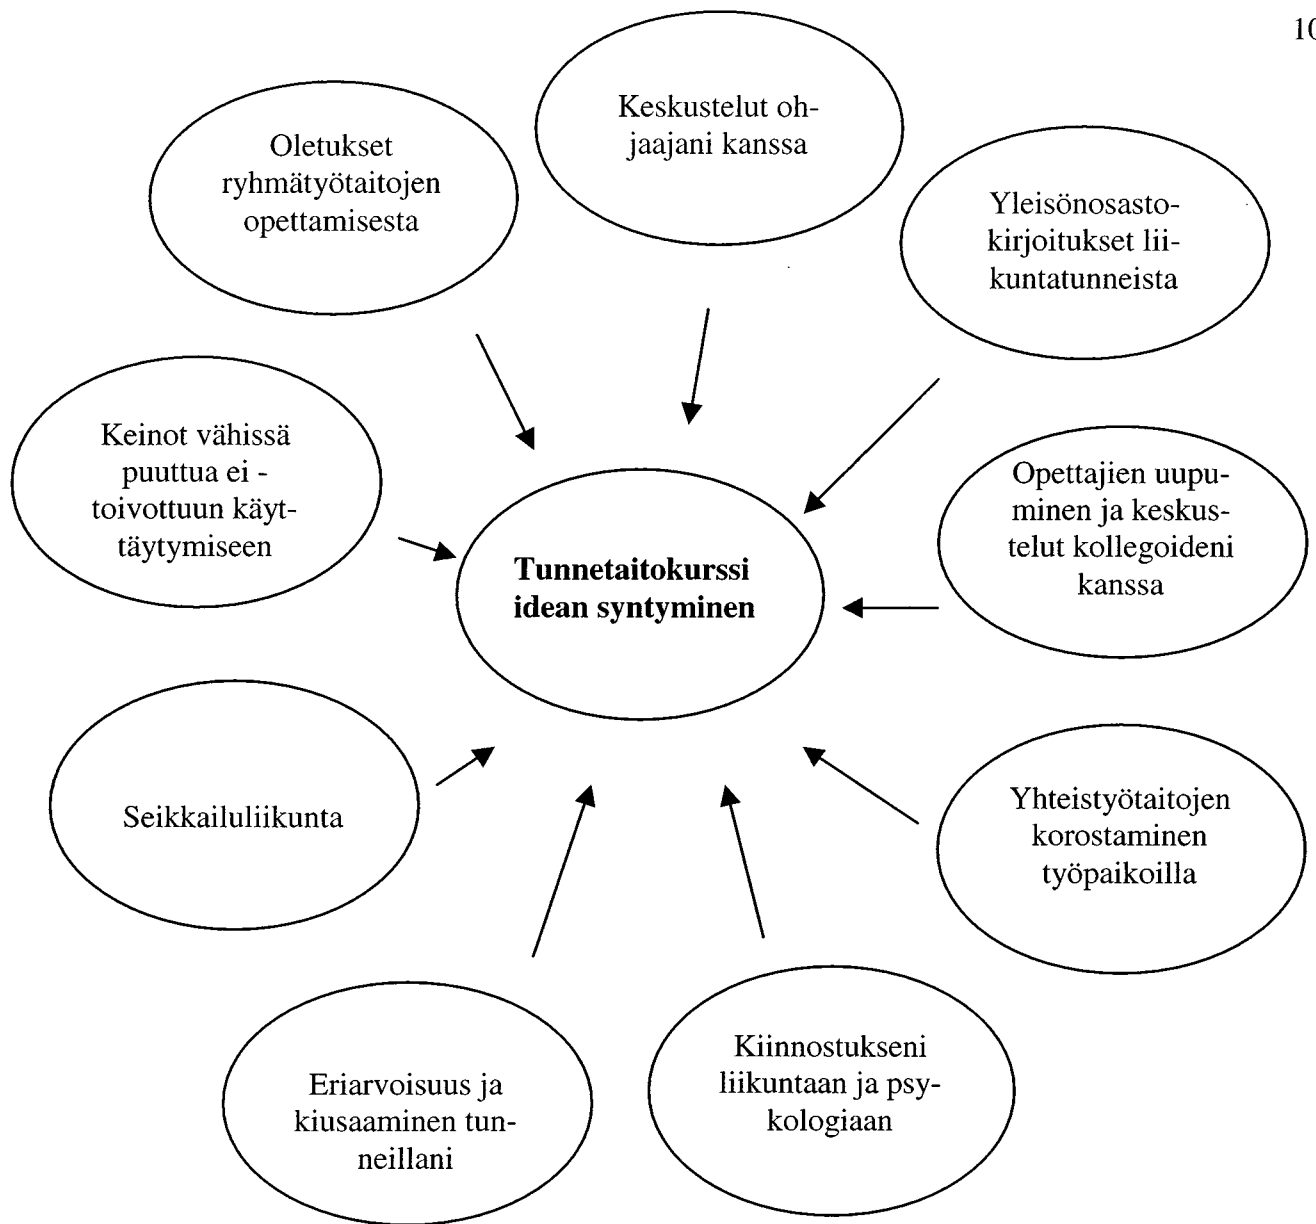 10
Keskustelut oh-
jaajani kanssa
Oletukset
ryhmätyötaitojen
opettamisesta
Yleisönosasto-
kirjoitukset lii-
kuntatunneista
Keinot vähissä
puuttua ei -
toivottuun käyt-
täytymiseen
Opettajien uupu-
minen ja keskus-
telut kollegoideni
kanssa
Tunnetaitokurssi
idean syntyminen
Seikkailuliikunta
Yhteistyötaitojen
korostaminen
työpaikoilla
Eriarvoisuus ja
kiusaaminen tun-
neillani
Kiinnostukseni
liikuntaan ja psy-
kologiaan